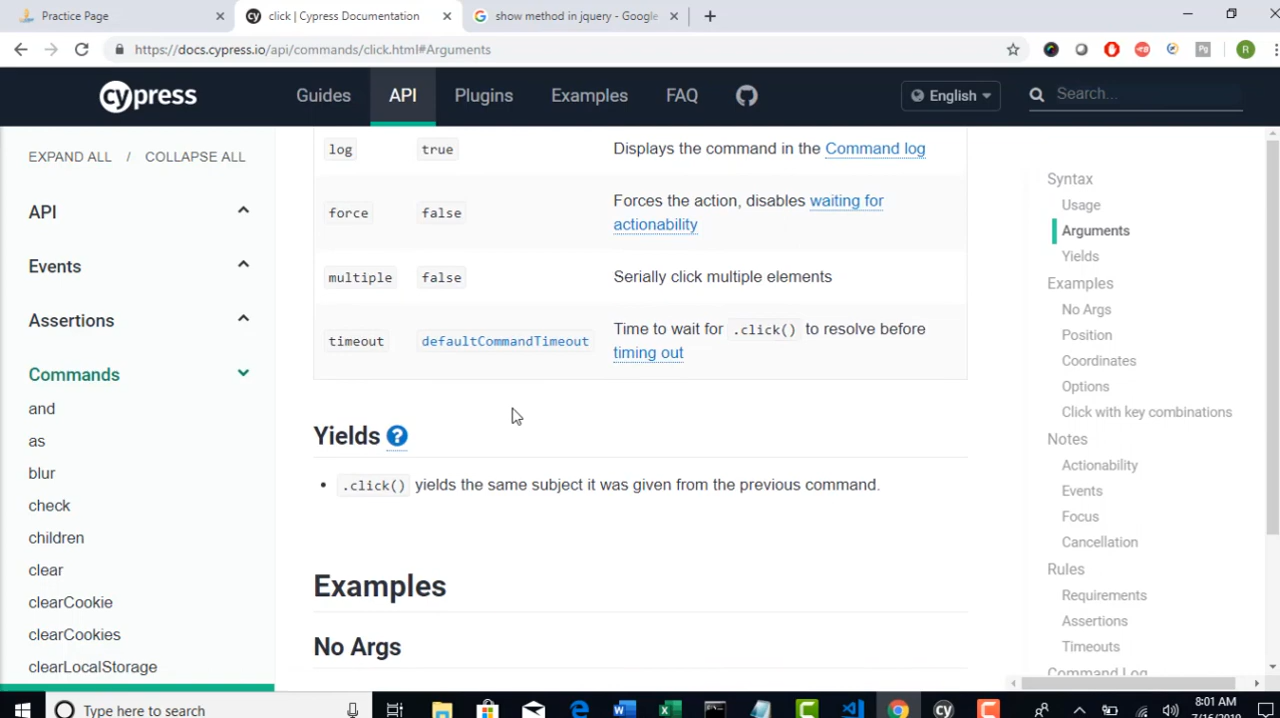 Practice Page
click | Cypress Documentation
show method in jquery - Google
https://docs.cypress.io/api/commands/click.html#Arguments
R
cypress
Guides
API
Plugins
Examples
FAQ
English
Search...
EXPAND ALL / COLLAPSE ALL
API
Events
Assertions
Commands
and
as
blur
check
children
clear
clearCookie
clearCookies
clearLocalStorage
log true Displays the command in the Command log
force false Forces the action, disables waiting for
actionability
multiple false Serially click multiple elements
timeout defaultCommandTimeout Time to wait for .click() to resolve before
timing out
Yields ?
• .click() yields the same subject it was given from the previous command.
Examples
No Args
Syntax
Usage
Arguments
Yields
Examples
No Args
Position
Coordinates
Options
Click with key combinations
Notes
Actionability
Events
Focus
Cancellation
Rules
Requirements
Assertions
Timeouts
Command Log
Type here to search
8:01 AM